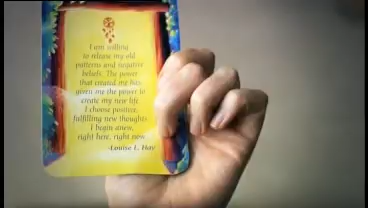 I am willing
to release my old
patterns and negative
beliefs. The power
that created my has
given me the power to
create my new life
I choose positive,
fulfilling new thoughts
I begin anew,
right here, right now
-Louise L. Hay